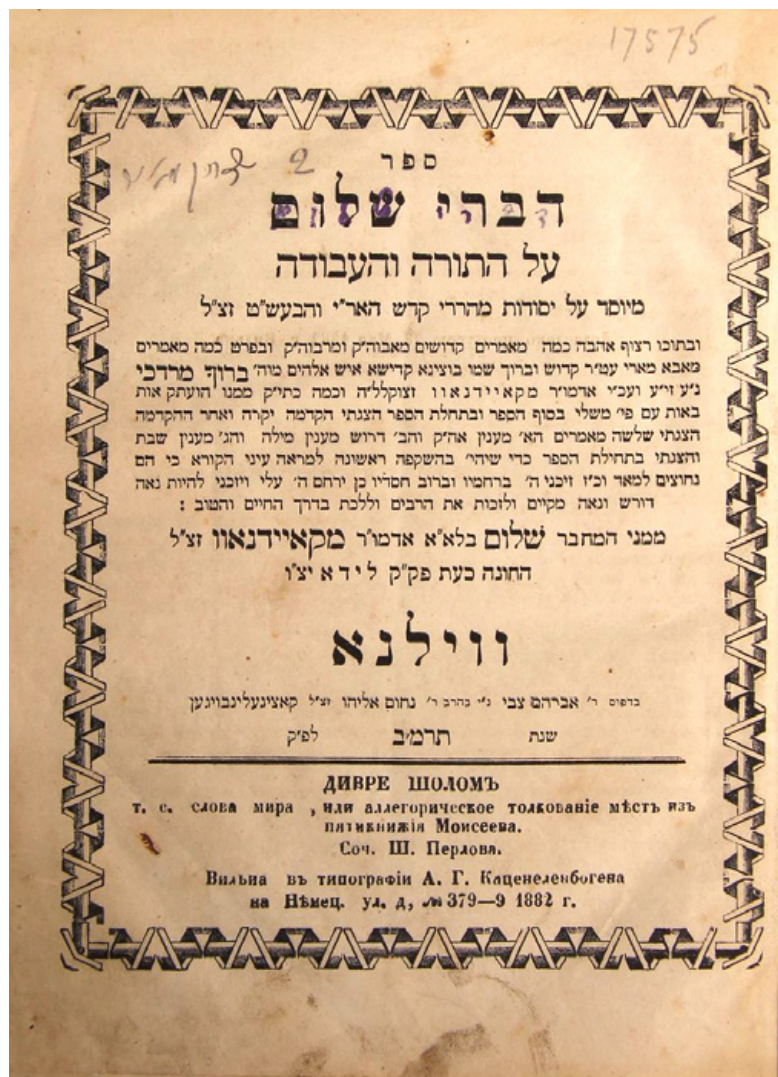 17575
ספר
דברי שלום
על התורה והעבודה
מיוסד על יסודות מהררי קדש האר״י והבעש״ט זצ״ל
ובתוכו רצוף אהבה כמה מאמרים קדושים מאבוה״ק ומרבוה״ק ובפרט כמה מאמרים
מאבא מארי עט״ר קדוש וברוך שמו בוצינא קדישא איש אלהים מוה׳ ברוך מרדכי
נ״ע זי״ע ועכ״י אדמו״ר מקאיידנאוו זצוקללה״ה וכמה כתי״ק ממנו הועתק אות
באות עם פי׳ משלי בסוף הספר ובתחלת הספר הצגתי הקדמה יקרה ואחר ההקדמה
הצגתי שלשה מאמרים הא׳ מענין אה״ק והב׳ דרוש מענין מילה והג׳ מענין שבת
והצגתי בתחילת הספר כדי שיהי׳ בהשקפה ראשונה למראה עיני הקורא כי הם
נחוצים למאד וכ״ז זיכני ה׳ ברחמיו וברוב חסדיו כן ירחם ה׳ עלי ויזכני להיות נאה
דורש ונאה מקיים ולזכות את הרבים וללכת בדרך החיים והטוב :
ממני המחבר שלום בלא״א אדמו״ר מקאיידנאוו זצ״ל
החונה כעת פק״ק לידא יצ״ו
ווילנא
בדפוס ר׳ אברהם צבי נ״י בהרב ר׳ נחום אליהו זצ״ל קאצינעלינבויגען
שנת תרמ״ב לפ״ק
ДИВРЕ ШОЛОМЪ
т. е. слова мира , или аллегорическое толкованіе мѣстъ изъ
пятикнижія Моисеева.
Соч. Ш. Перлова.
Вильна въ типографіи А. Г. Каценеленбогена
на Нѣмец. ул. д, № 379—9 1882 г.